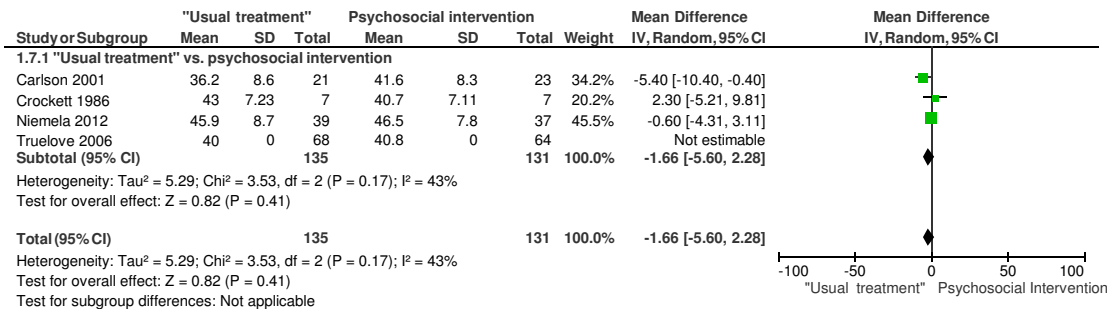 "Usual treatment" Psychosocial intervention Mean Difference Mean Difference
Study or Subgroup Mean SD Total Mean SD Total Weight IV, Random, 95% CI IV, Random, 95% CI
1.7.1 "Usual treatment" vs. psychosocial intervention
Carlson 2001 36.2 8.6 21 41.6 8.3 23 34.2% -5.40 [-10.40, -0.40]
Crockett 1986 43 7.23 7 40.7 7.11 7 20.2% 2.30 [-5.21, 9.81]
Niemela 2012 45.9 8.7 39 46.5 7.8 37 45.5% -0.60 [-4.31, 3.11]
Truelove 2006 40 0 68 40.8 0 64 Not estimable
Subtotal (95% CI) 135 131 100.0% -1.66 [-5.60, 2.28]
Heterogeneity: Tau² = 5.29; Chi² = 3.53, df = 2 (P = 0.17); I² = 43%
Test for overall effect: Z = 0.82 (P = 0.41)
Total (95% CI) 135 131 100.0% -1.66 [-5.60, 2.28]
Heterogeneity: Tau² = 5.29; Chi² = 3.53, df = 2 (P = 0.17); I² = 43%
Test for overall effect: Z = 0.82 (P = 0.41)
Test for subgroup differences: Not applicable
-100 -50 0 50 100
"Usual treatment" Psychosocial Intervention